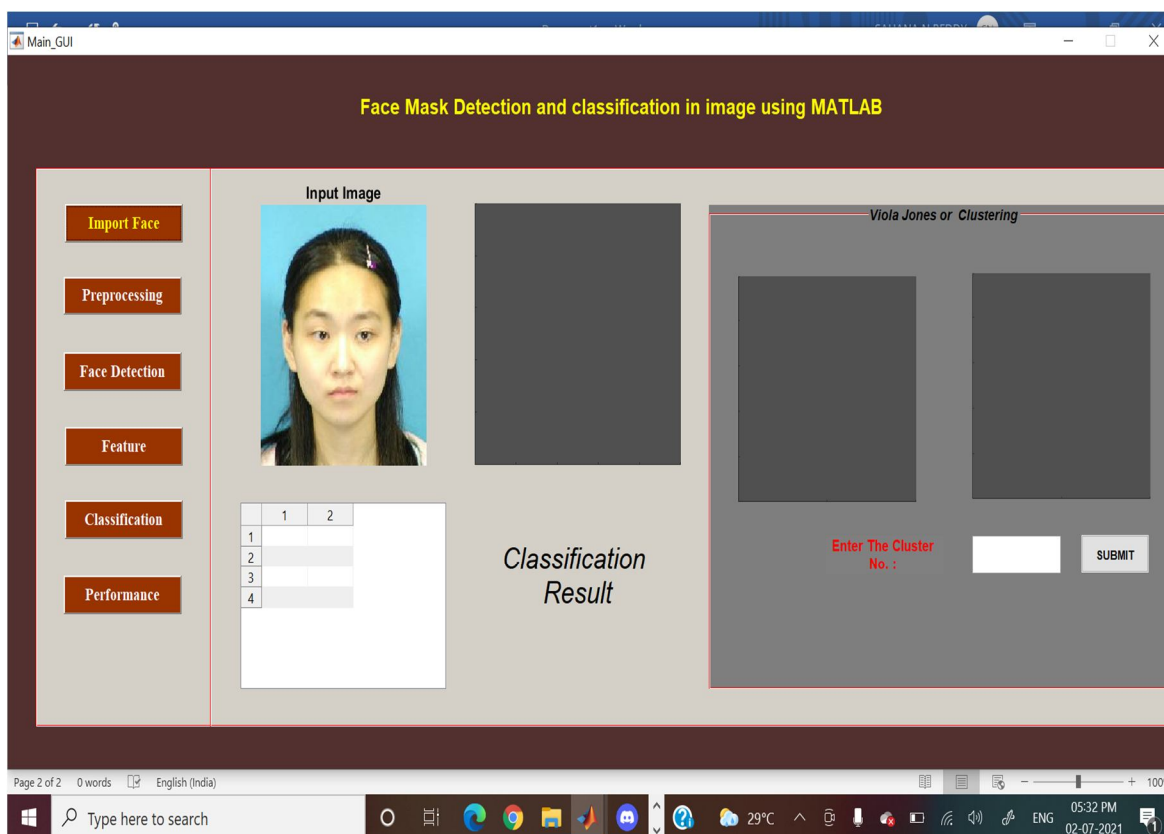 Main_GUI
Face Mask Detection and classification in image using MATLAB
Import Face
Preprocessing
Face Detection
Feature
Classification
Performance
Input Image
1 2
1
2
3
4
Classification
Result
Viola Jones or Clustering
Enter The Cluster
No. :
SUBMIT
Page 2 of 2 0 words English (India)
100
Type here to search
29°C
ENG
05:32 PM
02-07-2021
1